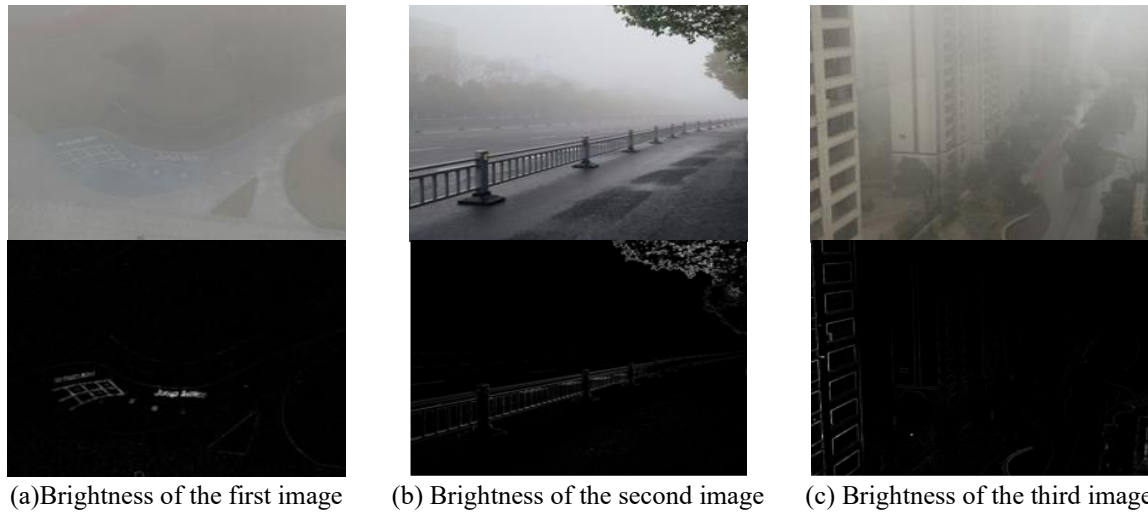 (a)Brightness of the first image
(b) Brightness of the second image
(c) Brightness of the third image